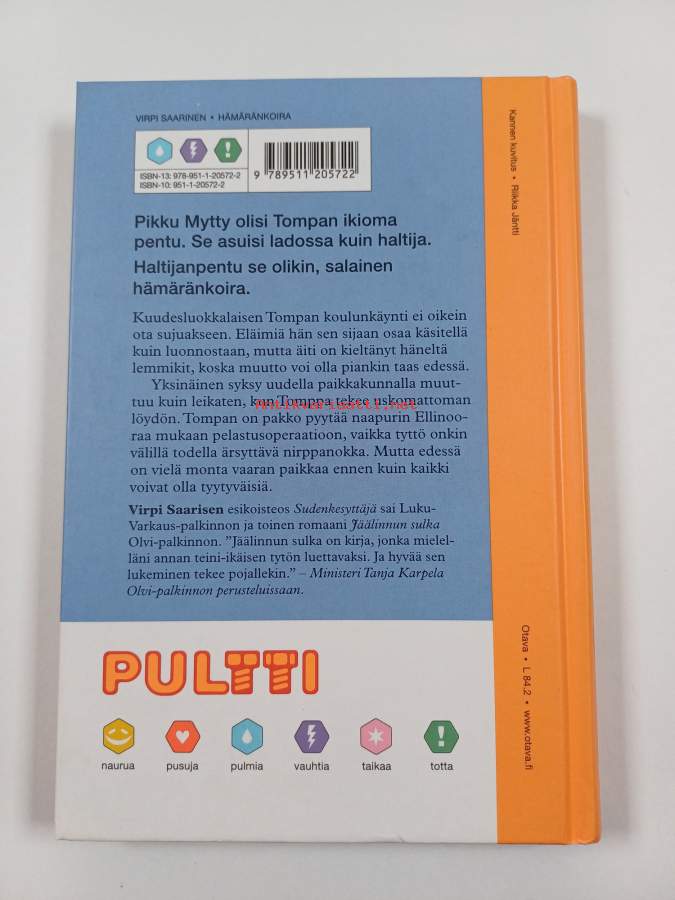 VIRPI SAARINEN • HÄMÄRÄNKOIRA
ISBN-13: 978-951-1-20572-2
ISBN-10: 951-1-20572-2
9 789511 205722
Pikku Mytty olisi Tompan ikioma
pentu. Se asuisi ladossa kuin haltija.
Haltijanpentu se olikin, salainen
hämäränkoira.
Kuudesluokkalaisen Tompan koulunkäynti ei oikein
ota sujuakseen. Eläimiä hän sen sijaan osaa käsitellä
kuin luonnostaan, mutta äiti on kieltänyt häneltä
lemmikit, koska muutto voi olla piankin taas edessä.
Yksinäinen syksy uudella paikkakunnalla muut-
tuu kuin leikaten, kun Tomppa tekee uskomattoman
löydön. Tompan on pakko pyytää naapurin Ellinoo-
raa mukaan pelastusoperaatioon, vaikka tyttö onkin
välillä todella ärsyttävä nirppanokka. Mutta edessä
on vielä monta vaaran paikkaa ennen kuin kaikki
voivat olla tyytyväisiä.
Virpi Saarisen esikoisteos Sudenkesyttäjä sai Luku-
Varkaus-palkinnon ja toinen romaani Jäälinnun sulka
Olvi-palkinnon. ”Jäälinnun sulka on kirja, jonka mielel-
läni annan teini-ikäisen tytön luettavaksi. Ja hyvää sen
lukeminen tekee pojallekin.” – Ministeri Tanja Karpela
Olvi-palkinnon perusteluissaan.
PULTTI
naurua pusuja pulmia vauhtia taikaa totta
Kannen kuvitus • Riikka Jäntti
Otava • L 84.2 • www.otava.fi
Antikvariaatti.net